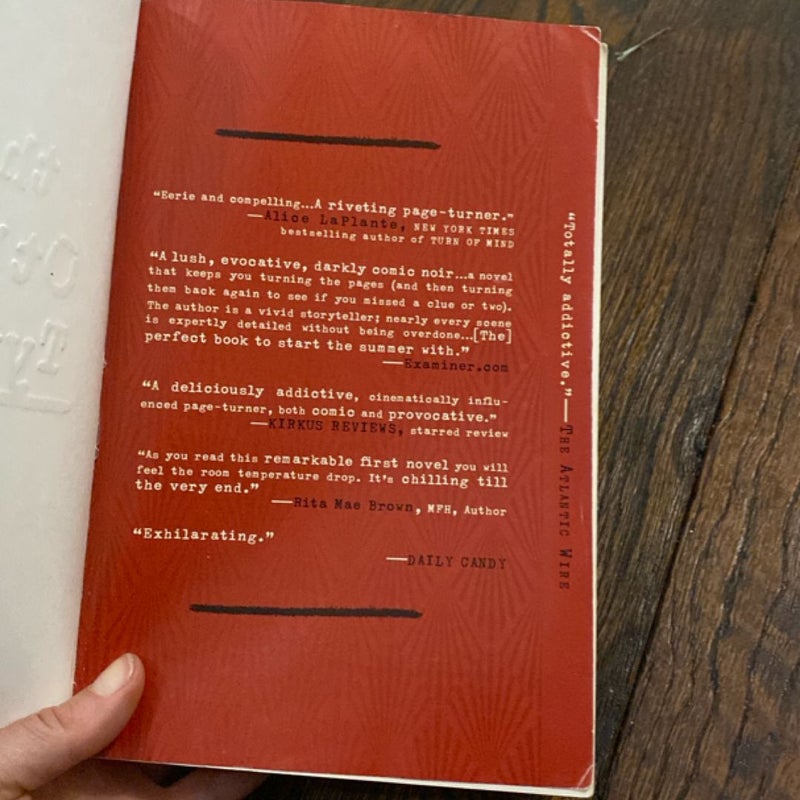 “Eerie and compelling...A riveting page-turner.”
—Alice LaPlante, NEW YORK TIMES
bestselling author of TURN OF MIND
“A lush, evocative, darkly comic noir...a novel
that keeps you turning the pages (and then turning
them back again to see if you missed a clue or two).
The author is a vivid storyteller; nearly every scene
is expertly detailed without being overdone...[The]
perfect book to start the summer with.”
—Examiner.com
“A deliciously addictive, cinematically influ-
enced page-turner, both comic and provocative.”
—KIRKUS REVIEWS, starred review
“As you read this remarkable first novel you will
feel the room temperature drop. It’s chilling till
the very end.”
—Rita Mae Brown, MFH, Author
“Exhilarating.”
—DAILY CANDY
“Totally addictive.”—THE ATLANTIC WIRE